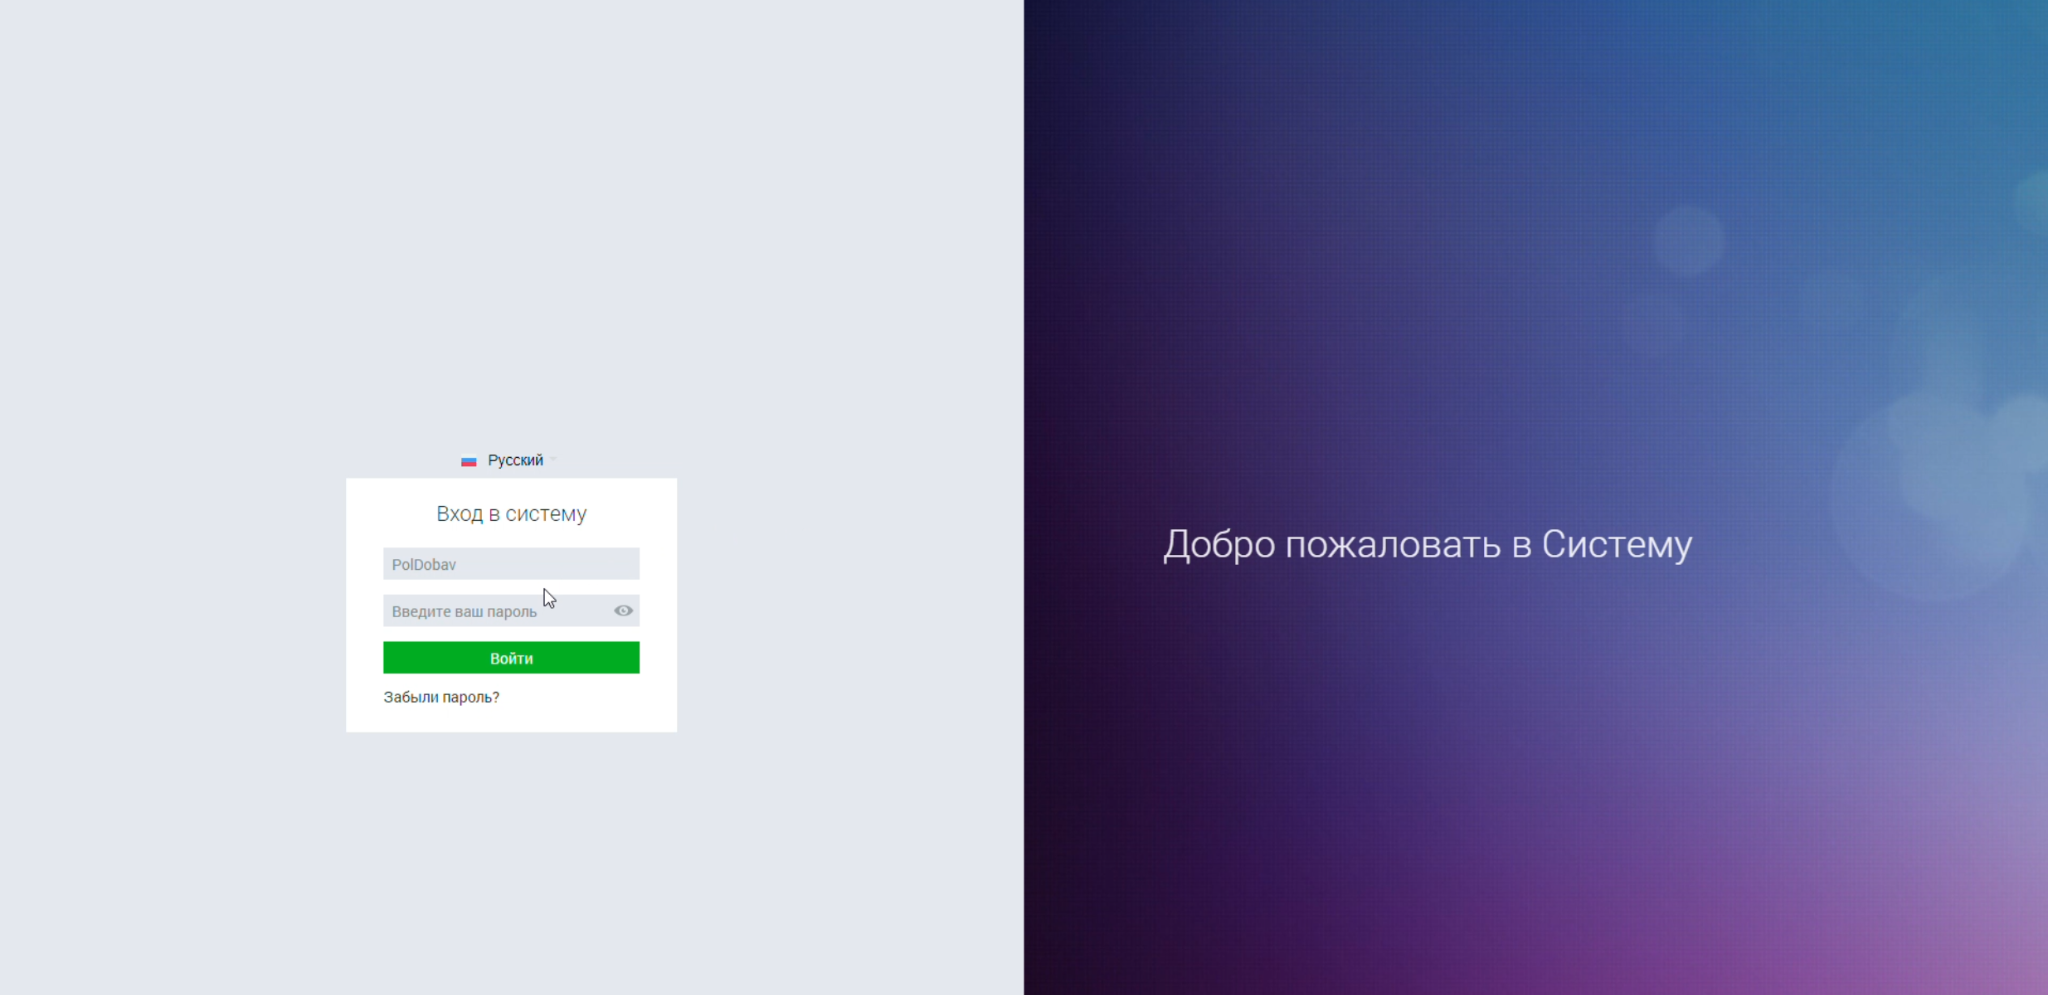 Русский
Вход в систему
PolDobav
Введите ваш пароль
Войти
Забыли пароль?
Добро пожаловать в Систему